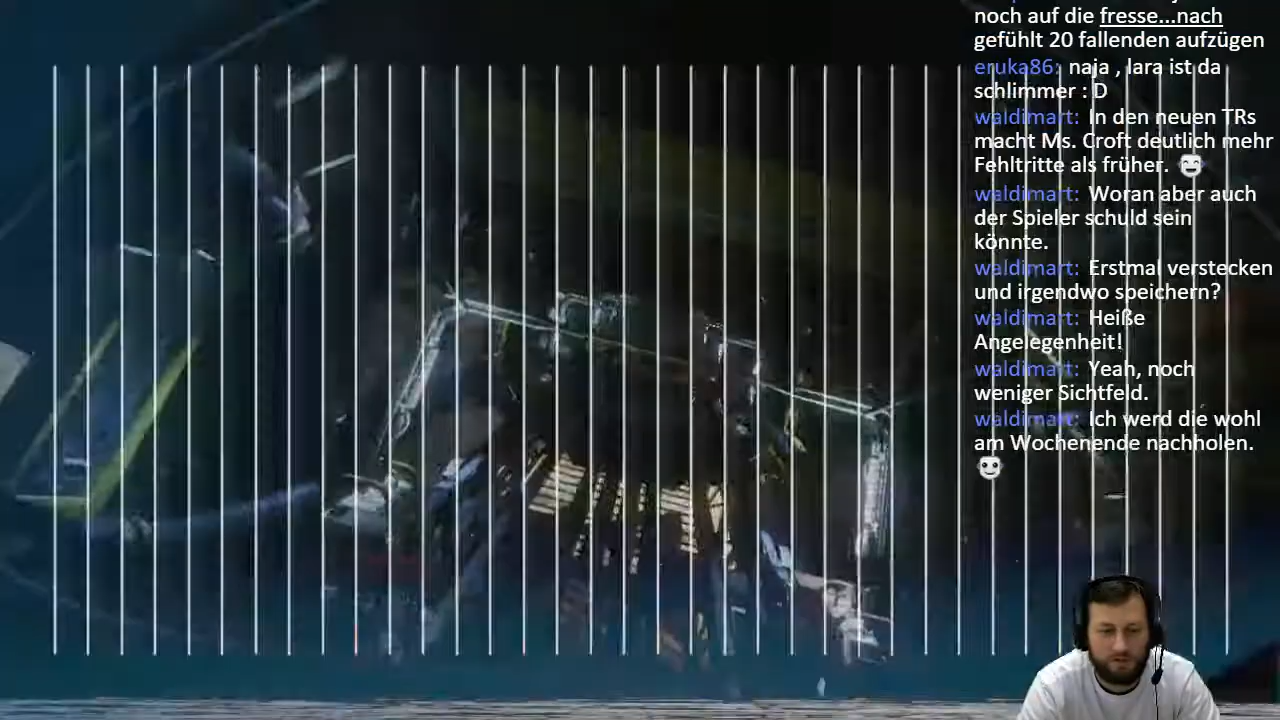 noch auf die fresse...nach
gefühlt 20 fallenden aufzügen
eruka86: naja , lara ist da
schlimmer : D
waldimart: In den neuen TRs
macht Ms. Croft deutlich mehr
Fehltritte als früher.
waldimart: Woran aber auch
der Spieler schuld sein
könnte.
waldimart: Erstmal verstecken
und irgendwo speichern?
waldimart: Heiße
Angelegenheit!
waldimart: Yeah, noch
weniger Sichtfeld.
waldimart: Ich werd die wohl
am Wochenende nachholen.